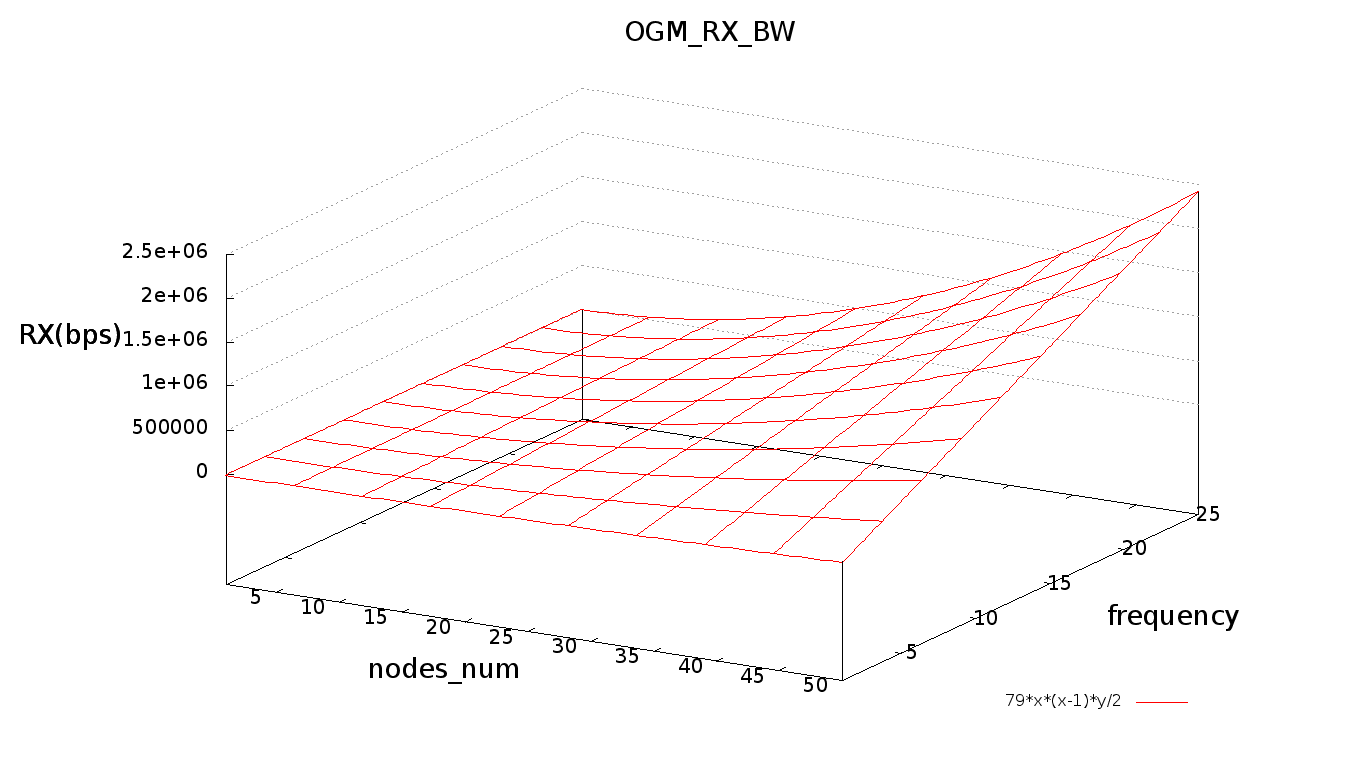 OGM_RX_BW
2.5e+06
2e+06
RX(bps)
1.5e+06
1e+06
500000
0
5
10
15
20
25
30
35
40
45
50
nodes_num
5
10
15
20
25
frequency
79*x*(x-1)*y/2